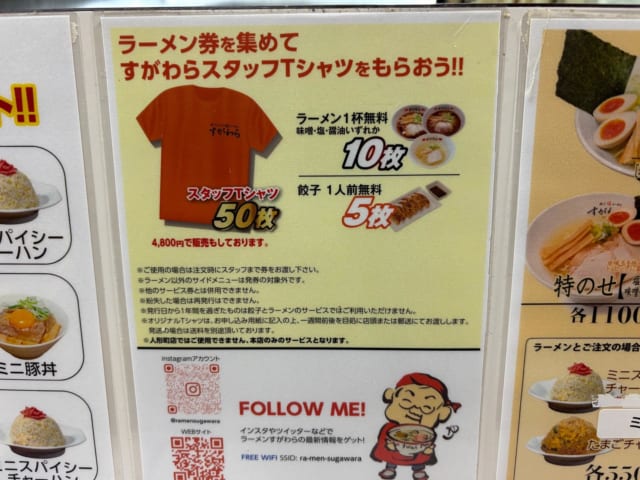 ト!!
スパイシー
ーハン
ミニ豚丼
ニスパイシー
チャーハン
ラーメン券を集めて
すがわらスタッフTシャツをもらおう!!
すがわら
スタッフTシャツ
50枚
4,800円で販売もしております。
ラーメン1杯無料
味噌・塩・醤油いずれか
10枚
餃子 1人前無料
5枚
※ご使用の場合は注文時にスタッフまで券をお渡し下さい。
※ラーメン以外のサイドメニューは発券の対象外です。
※他のサービス券とは併用できません。
※紛失した場合は再発行はできません。
※発行日から1年間を過ぎたものは餃子とラーメンのサービスではご利用いただけません。
※オリジナルTシャツは、お申し込み用紙に記入の上、一週間前後を目処に店頭または郵送にてお渡しします。
発送の場合は送料を別途頂いております。
※人形町店ではご使用できません、本店のみのサービスとなります。
instagramアカウント
@ramensugawara
WEBサイト
FOLLOW ME!
インスタやツイッターなどで
ラーメンすがわらの最新情報をゲット!
FREE WIFI SSID: ra-men-sugawara
すがわら
特のせ
各1100
ラーメンとご注文の場合
ミニス
チャー
ミ
たまごチャ
各550